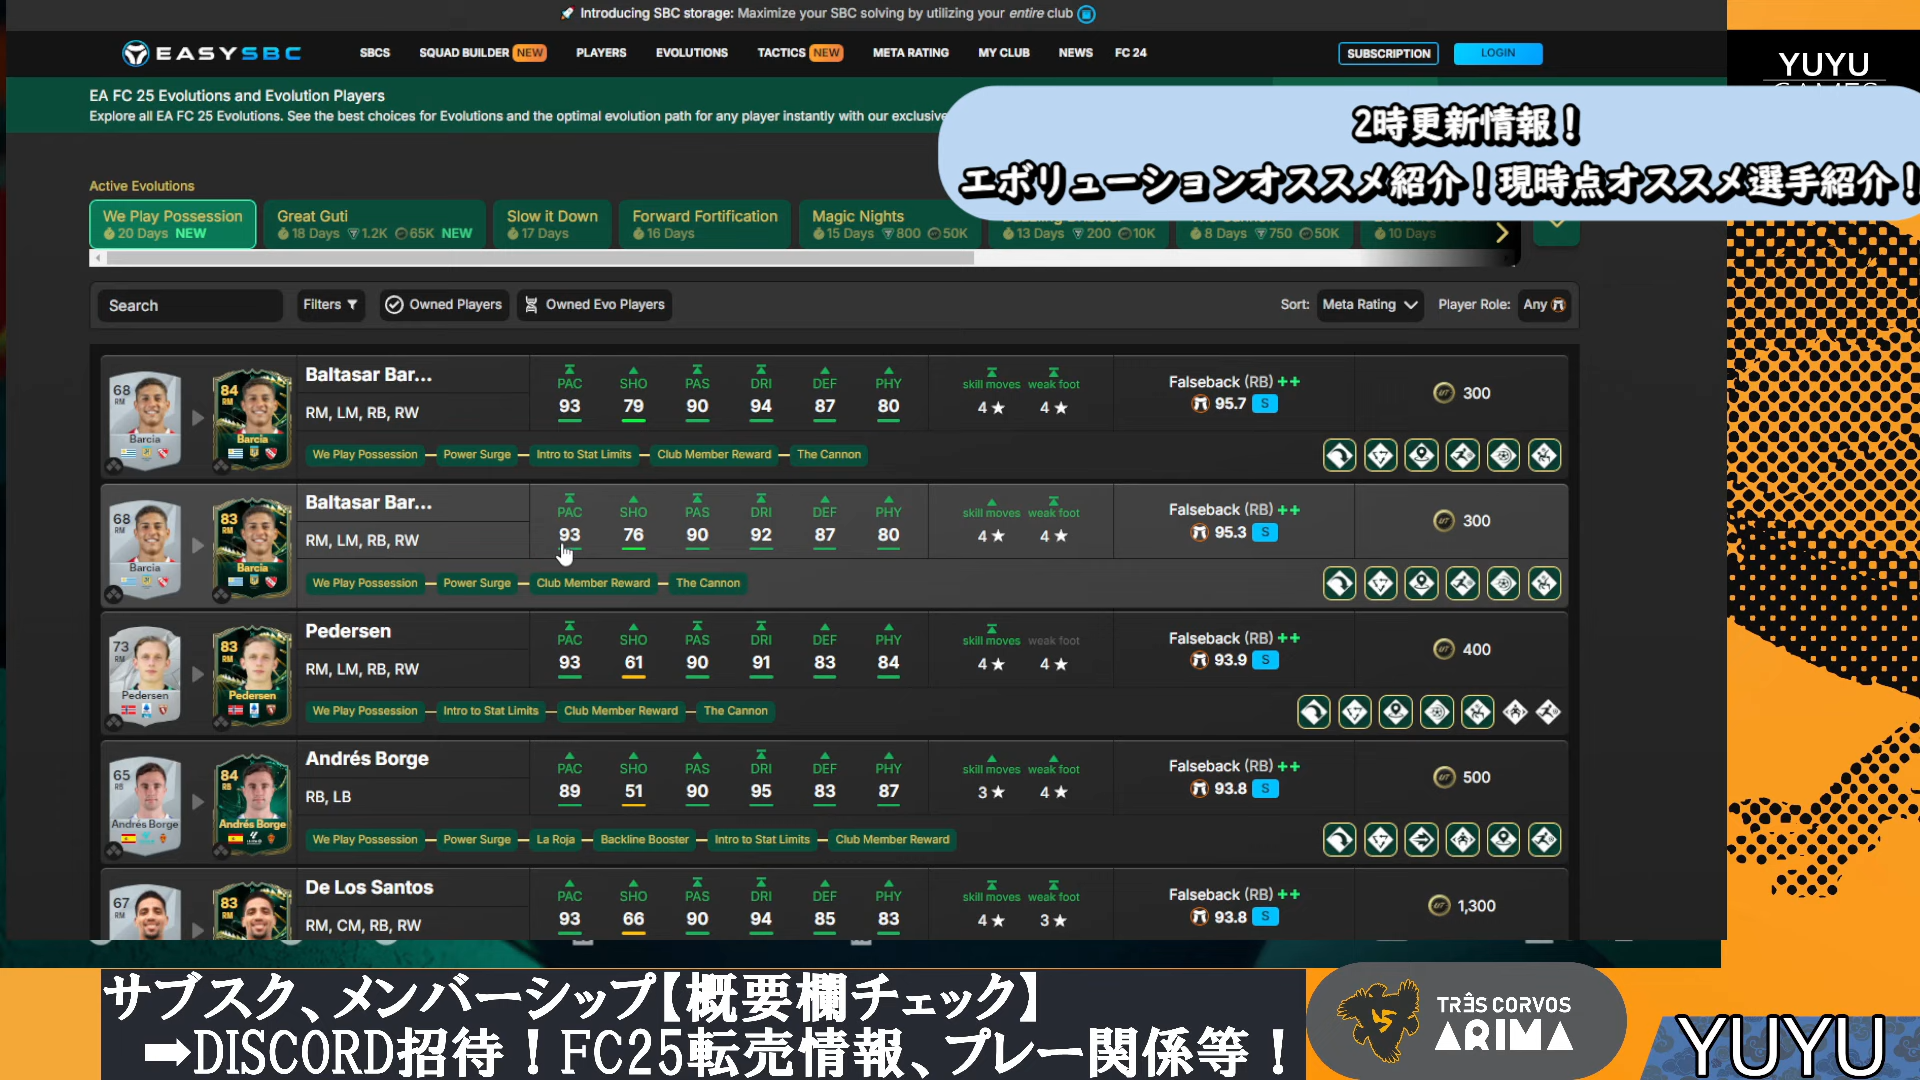 Introducing SBC storage: Maximize your SBC solving by utilizing your entire club
EASYSBC
SBCS
SQUAD BUILDER NEW
PLAYERS
EVOLUTIONS
TACTICS NEW
META RATING
MY CLUB
NEWS
FC 24
SUBSCRIPTION
LOGIN
YUYU
EA FC 25 Evolutions and Evolution Players
Explore all EA FC 25 Evolutions. See the best choices for Evolutions and the optimal evolution path for any player instantly with our exclusive
2時更新情報！
エボリューションオススメ紹介！現時点オススメ選手紹介！
Active Evolutions
We Play Possession
20 Days NEW
Great Guti
18 Days 1.2K 65K NEW
Slow it Down
17 Days
Forward Fortification
16 Days
Magic Nights
15 Days 800 50K
13 Days 200 10K
8 Days 750 50K
10 Days
Search
Filters
Owned Players
Owned Evo Players
Sort: Meta Rating
Player Role: Any
68 RM Barcia
84 RM Barcia
Baltasar Bar...
RM, LM, RB, RW
PAC SHO PAS DRI DEF PHY
93 79 90 94 87 80
skill moves weak foot
4★ 4★
Falseback (RB) ++
95.7 S
300
We Play Possession Power Surge Intro to Stat Limits Club Member Reward The Cannon
68 RM Barcia
83 RM Barcia
Baltasar Bar...
RM, LM, RB, RW
PAC SHO PAS DRI DEF PHY
93 76 90 92 87 80
skill moves weak foot
4★ 4★
Falseback (RB) ++
95.3 S
300
We Play Possession Power Surge Club Member Reward The Cannon
73 RM Pedersen
83 RM Pedersen
Pedersen
RM, LM, RB, RW
PAC SHO PAS DRI DEF PHY
93 61 90 91 83 84
skill moves weak foot
4★ 4★
Falseback (RB) ++
93.9 S
400
We Play Possession Intro to Stat Limits Club Member Reward The Cannon
65 RB Andrés Borge
84 RB Andrés Borge
Andrés Borge
RB, LB
PAC SHO PAS DRI DEF PHY
89 51 90 95 83 87
skill moves weak foot
3★ 4★
Falseback (RB) ++
93.8 S
500
We Play Possession Power Surge La Roja Backline Booster Intro to Stat Limits Club Member Reward
67 RM
83 RM
De Los Santos
RM, CM, RB, RW
PAC SHO PAS DRI DEF PHY
93 66 90 94 85 83
skill moves weak foot
4★ 3★
Falseback (RB) ++
93.8 S
1,300
サブスク、メンバーシップ【概要欄チェック】
➡DISCORD招待！FC25転売情報、プレー関係等！
TRÊS CORVOS
ARIMA
YUYU